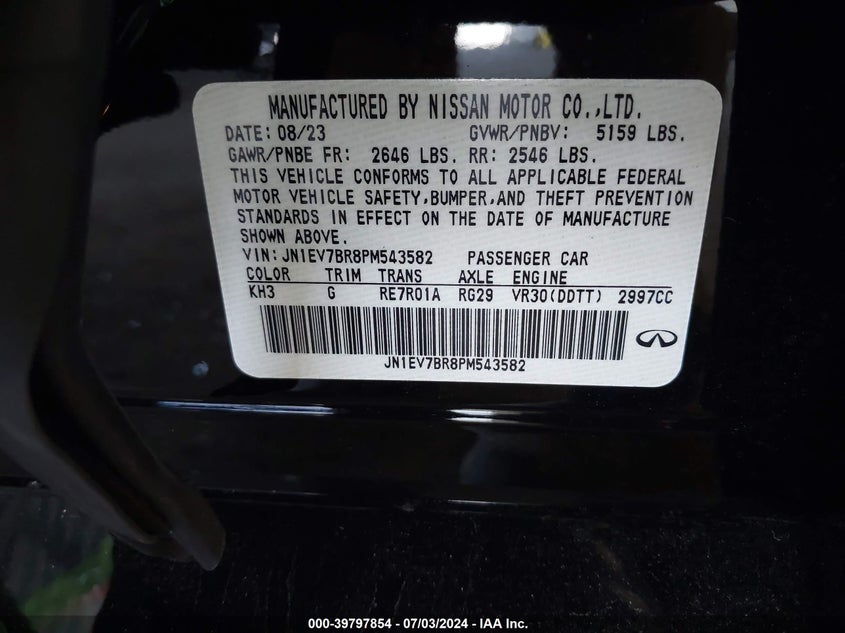 MANUFACTURED BY NISSAN MOTOR CO.,LTD.
DATE: 08/23 GVWR/PNBV: 5159 LBS.
GAWR/PNBE FR: 2646 LBS. RR: 2546 LBS.
THIS VEHICLE CONFORMS TO ALL APPLICABLE FEDERAL
MOTOR VEHICLE SAFETY,BUMPER,AND THEFT PREVENTION
STANDARDS IN EFFECT ON THE DATE OF MANUFACTURE
SHOWN ABOVE.
VIN:JN1EV7BR8PM543582 PASSENGER CAR
COLOR TRIM TRANS AXLE ENGINE
KH3 G RE7R01A RG29 VR30(DDTT) 2997CC
JN1EV7BR8PM543582
000-39797854 - 07/03/2024 - IAA Inc.